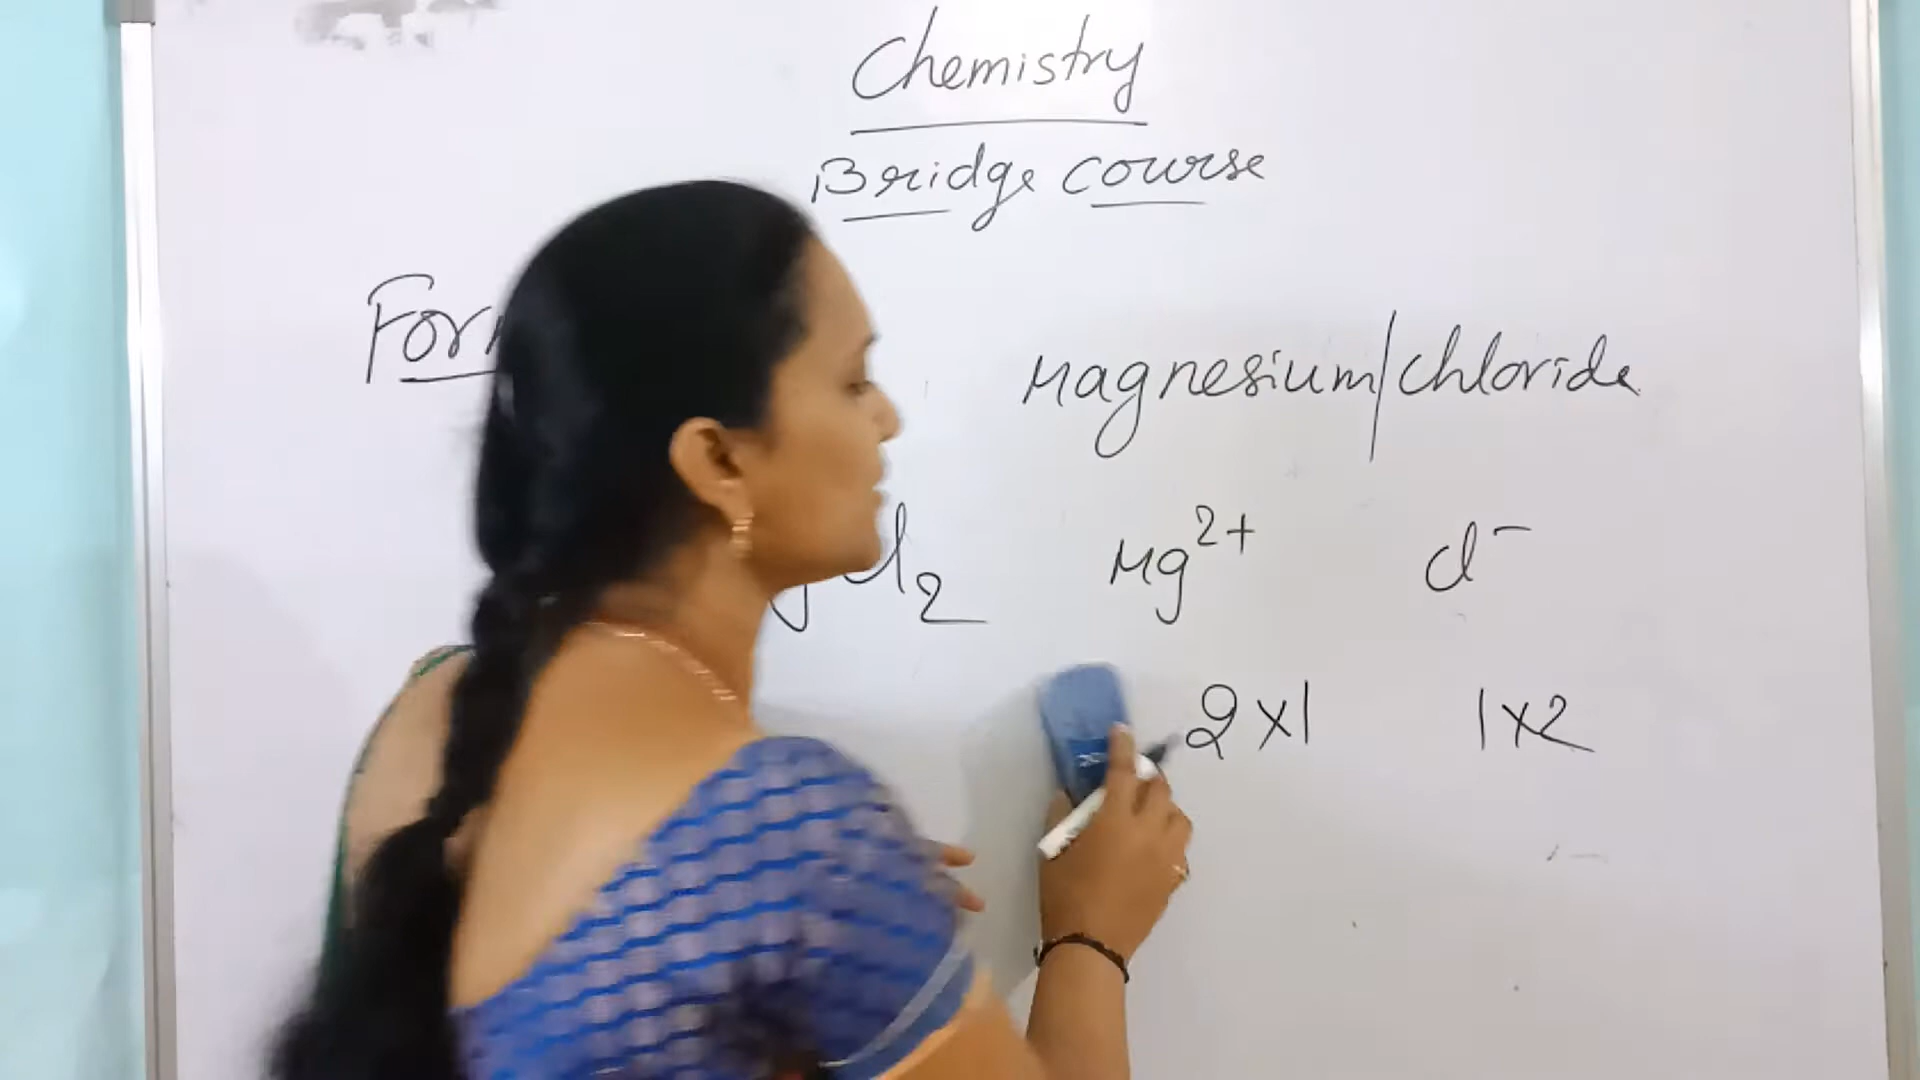 Chemistry
Bridge course
Magnesium/chloride
Mg²⁺ Cl⁻
2x1 1x2